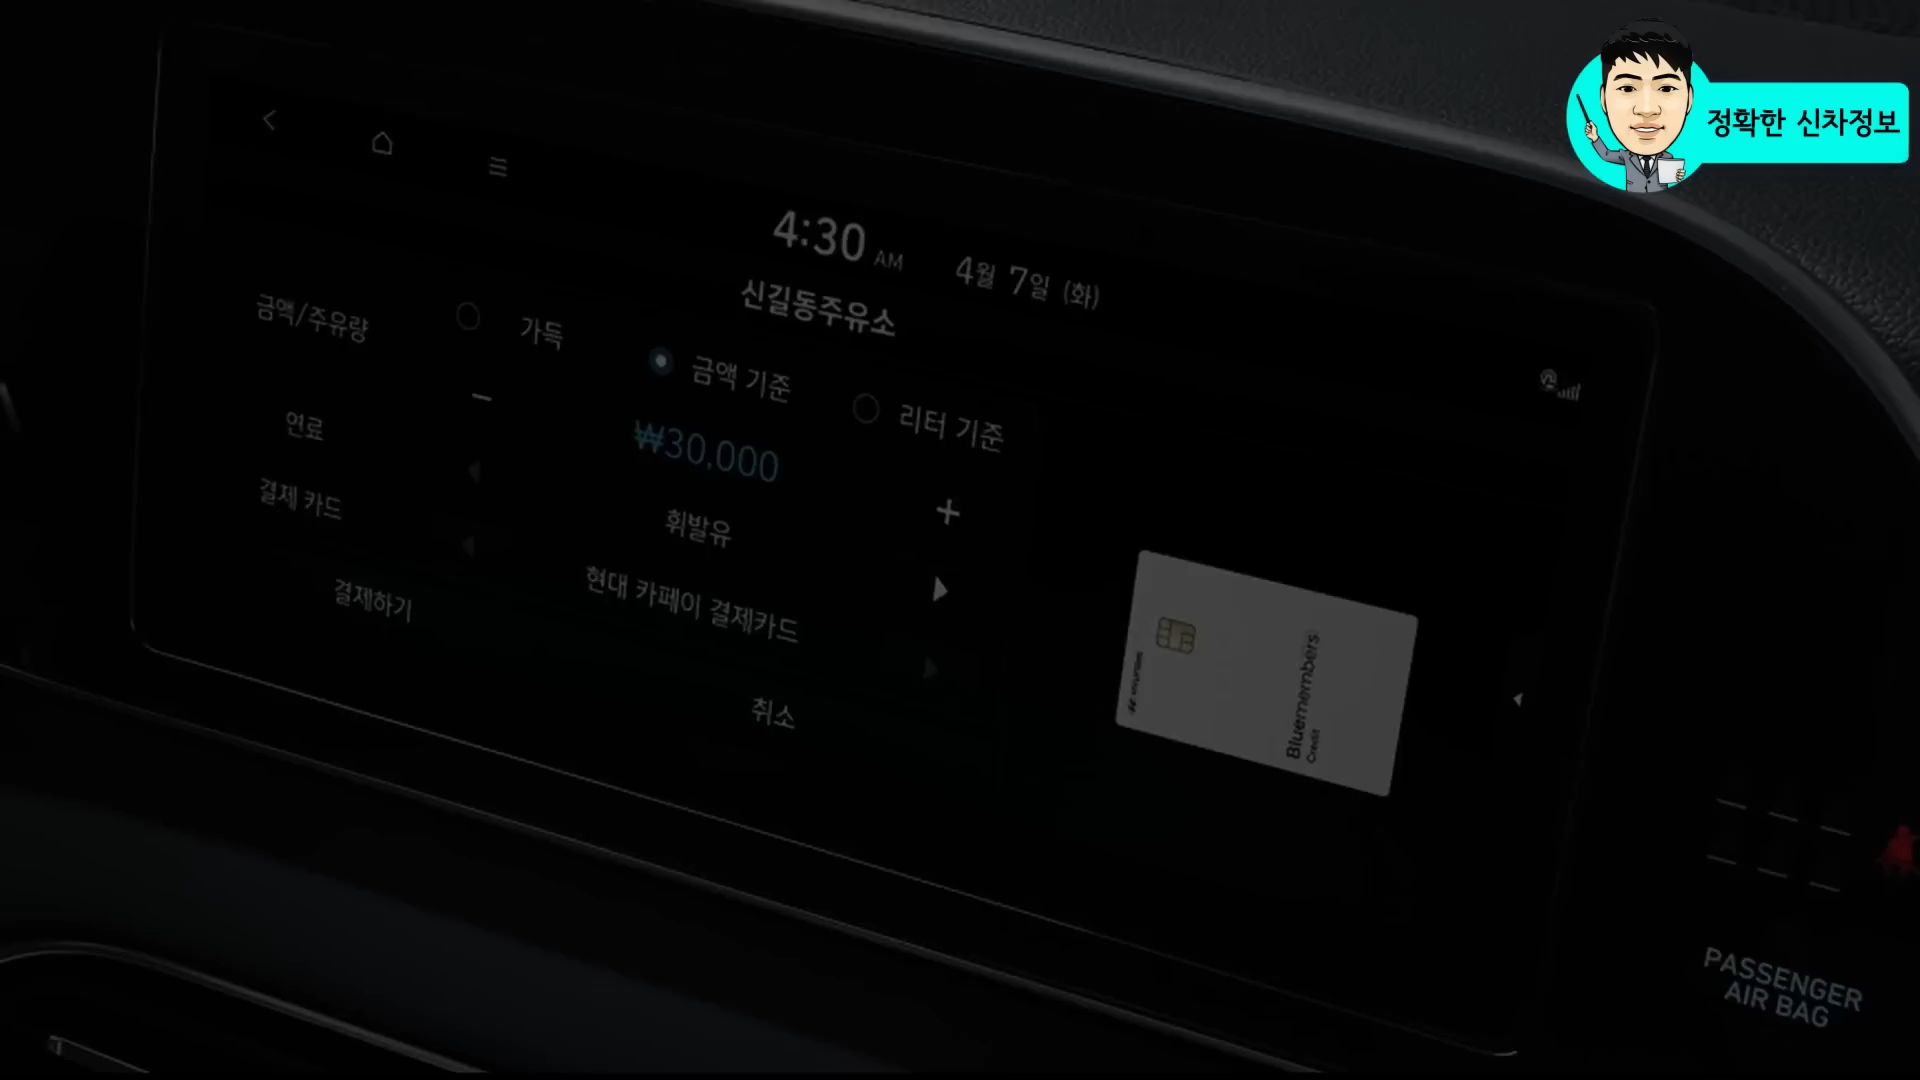 정확한 신차정보
4:30 AM 4월 7일 (화)
신길동주유소
금액/주유량 가득 금액 기준 리터 기준
₩30,000
연료 휘발유
결제 카드 현대 카페이 결제카드
결제하기 취소
HYUNDAI
Bluemembers
Credit
PASSENGER
AIR BAG